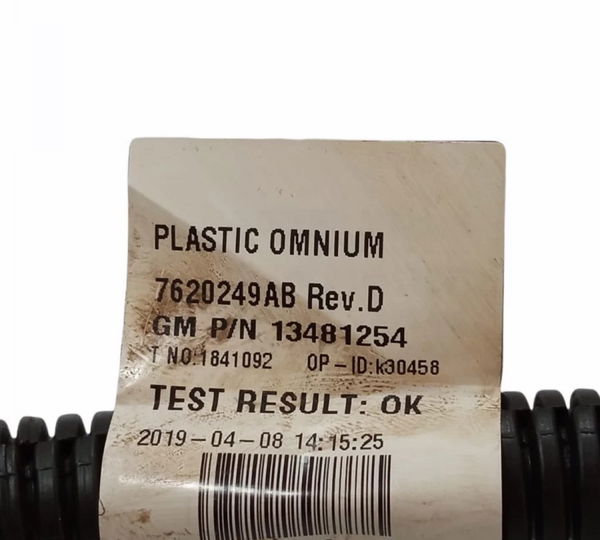 PLASTIC OMNIUM
7620249AB Rev.D
GM P/N 13481254
T NO:1841092 OP-ID:k30458
TEST RESULT: OK
2019-04-08 14:15:25